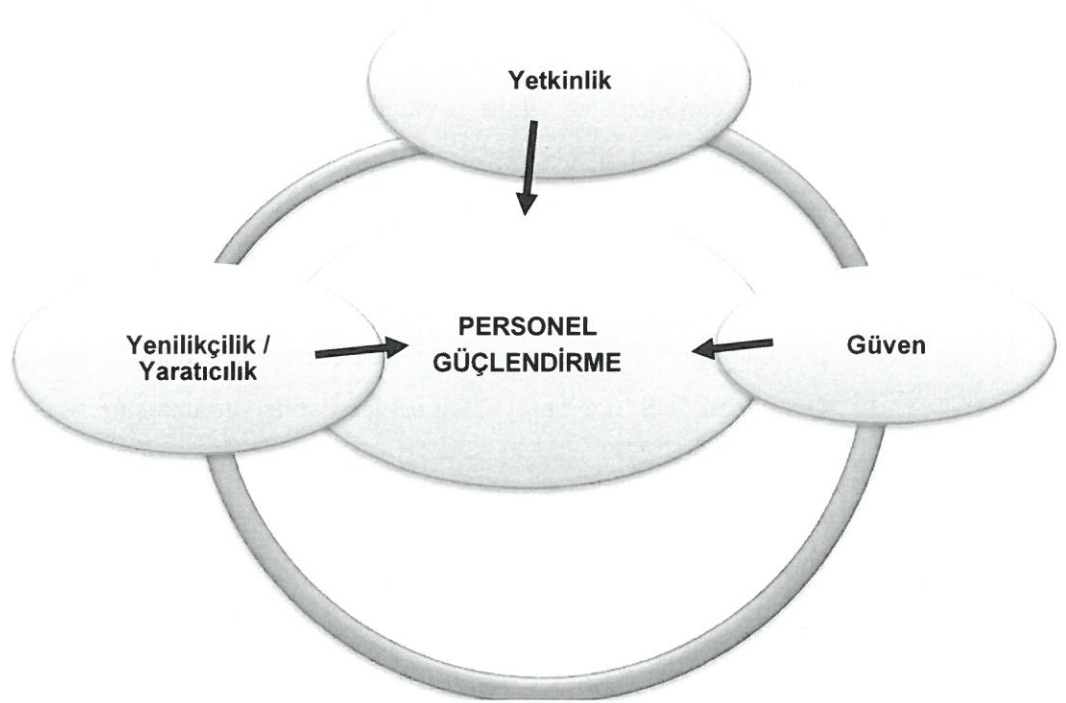 Yetkinlik
Yenilikçilik /
Yaratıcılık
PERSONEL
GÜÇLENDİRME
Güven